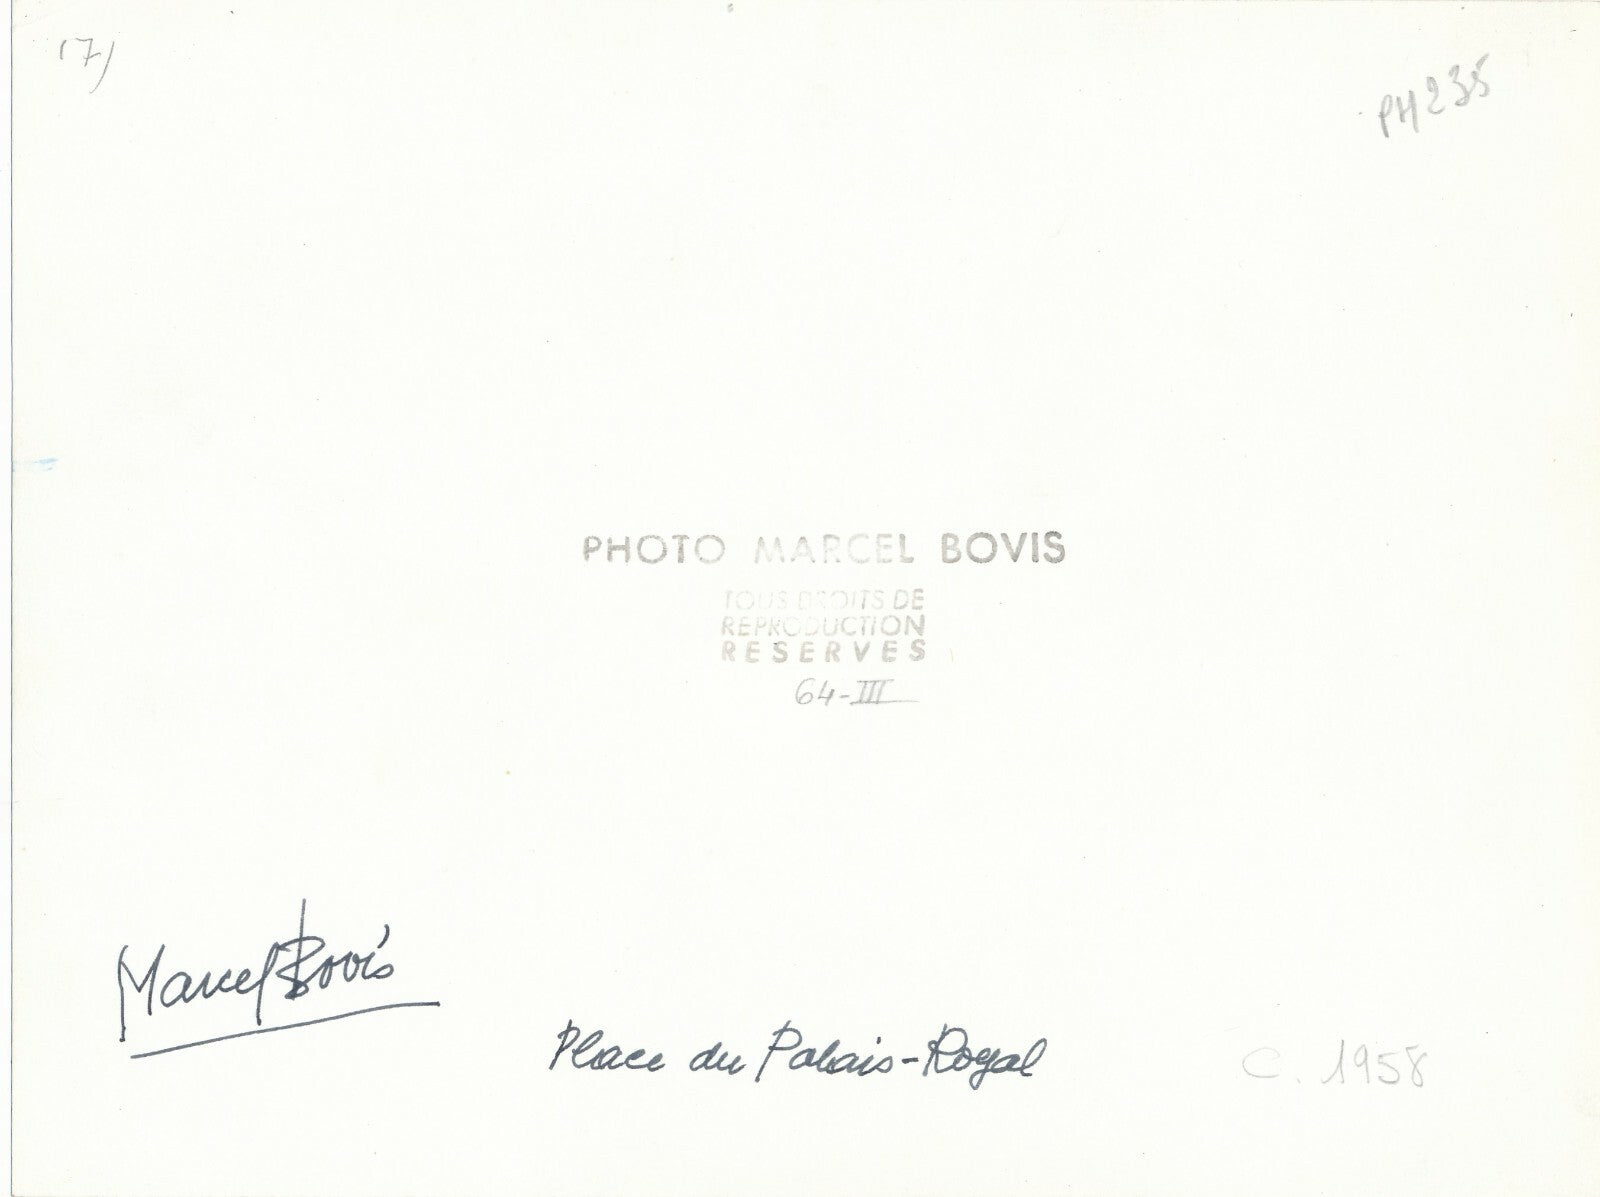 (7)
PH235
PHOTO MARCEL BOVIS
TOUS DROITS DE
REPRODUCTION
RESERVES
64-III
Marcel Bovis
Place du Palais-Royal
C. 1958